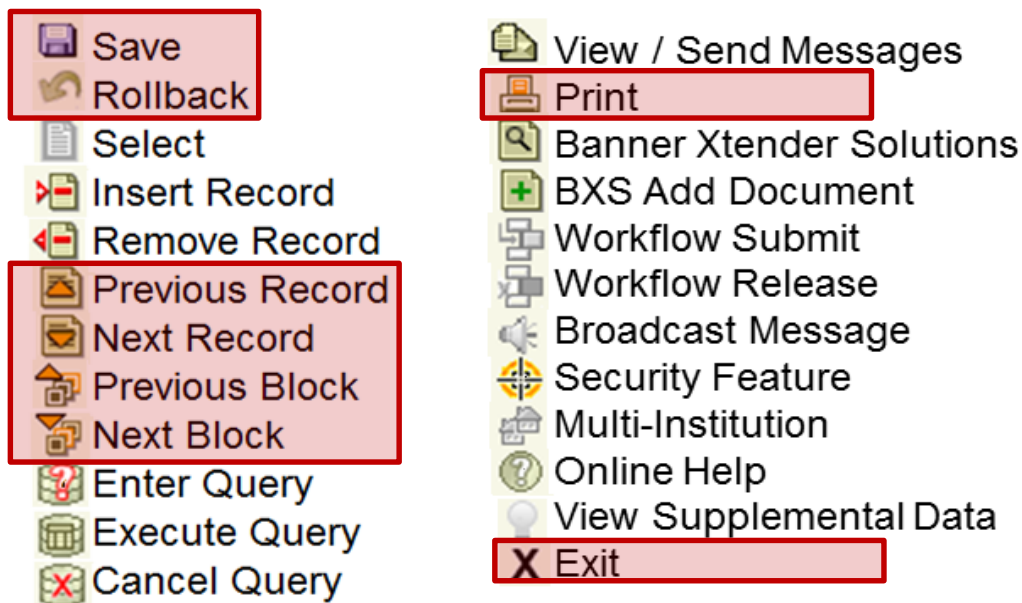 Save
Rollback
Select
Insert Record
Remove Record
Previous Record
Next Record
Previous Block
Next Block
Enter Query
Execute Query
Cancel Query
View / Send Messages
Print
Banner Xtender Solutions
BXS Add Document
Workflow Submit
Workflow Release
Broadcast Message
Security Feature
Multi-Institution
Online Help
View Supplemental Data
X Exit